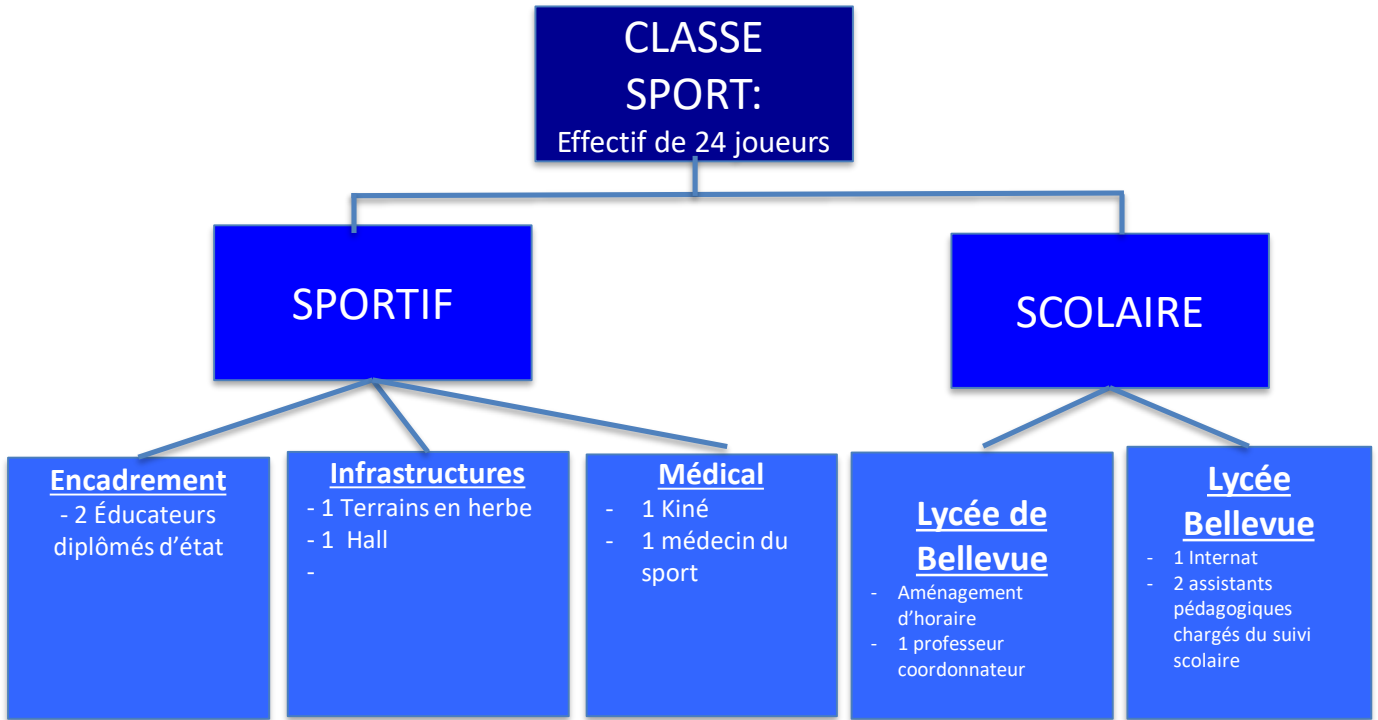 CLASSE
SPORT:
Effectif de 24 joueurs
SPORTIF
SCOLAIRE
Encadrement
- 2 Éducateurs
diplômés d’état
Infrastructures
- 1 Terrains en herbe
- 1 Hall
-
Médical
- 1 Kiné
- 1 médecin du
sport
Lycée de
Bellevue
- Aménagement
d’horaire
- 1 professeur
coordonnateur
Lycée
Bellevue
- 1 Internat
- 2 assistants
pédagogiques
chargés du suivi
scolaire